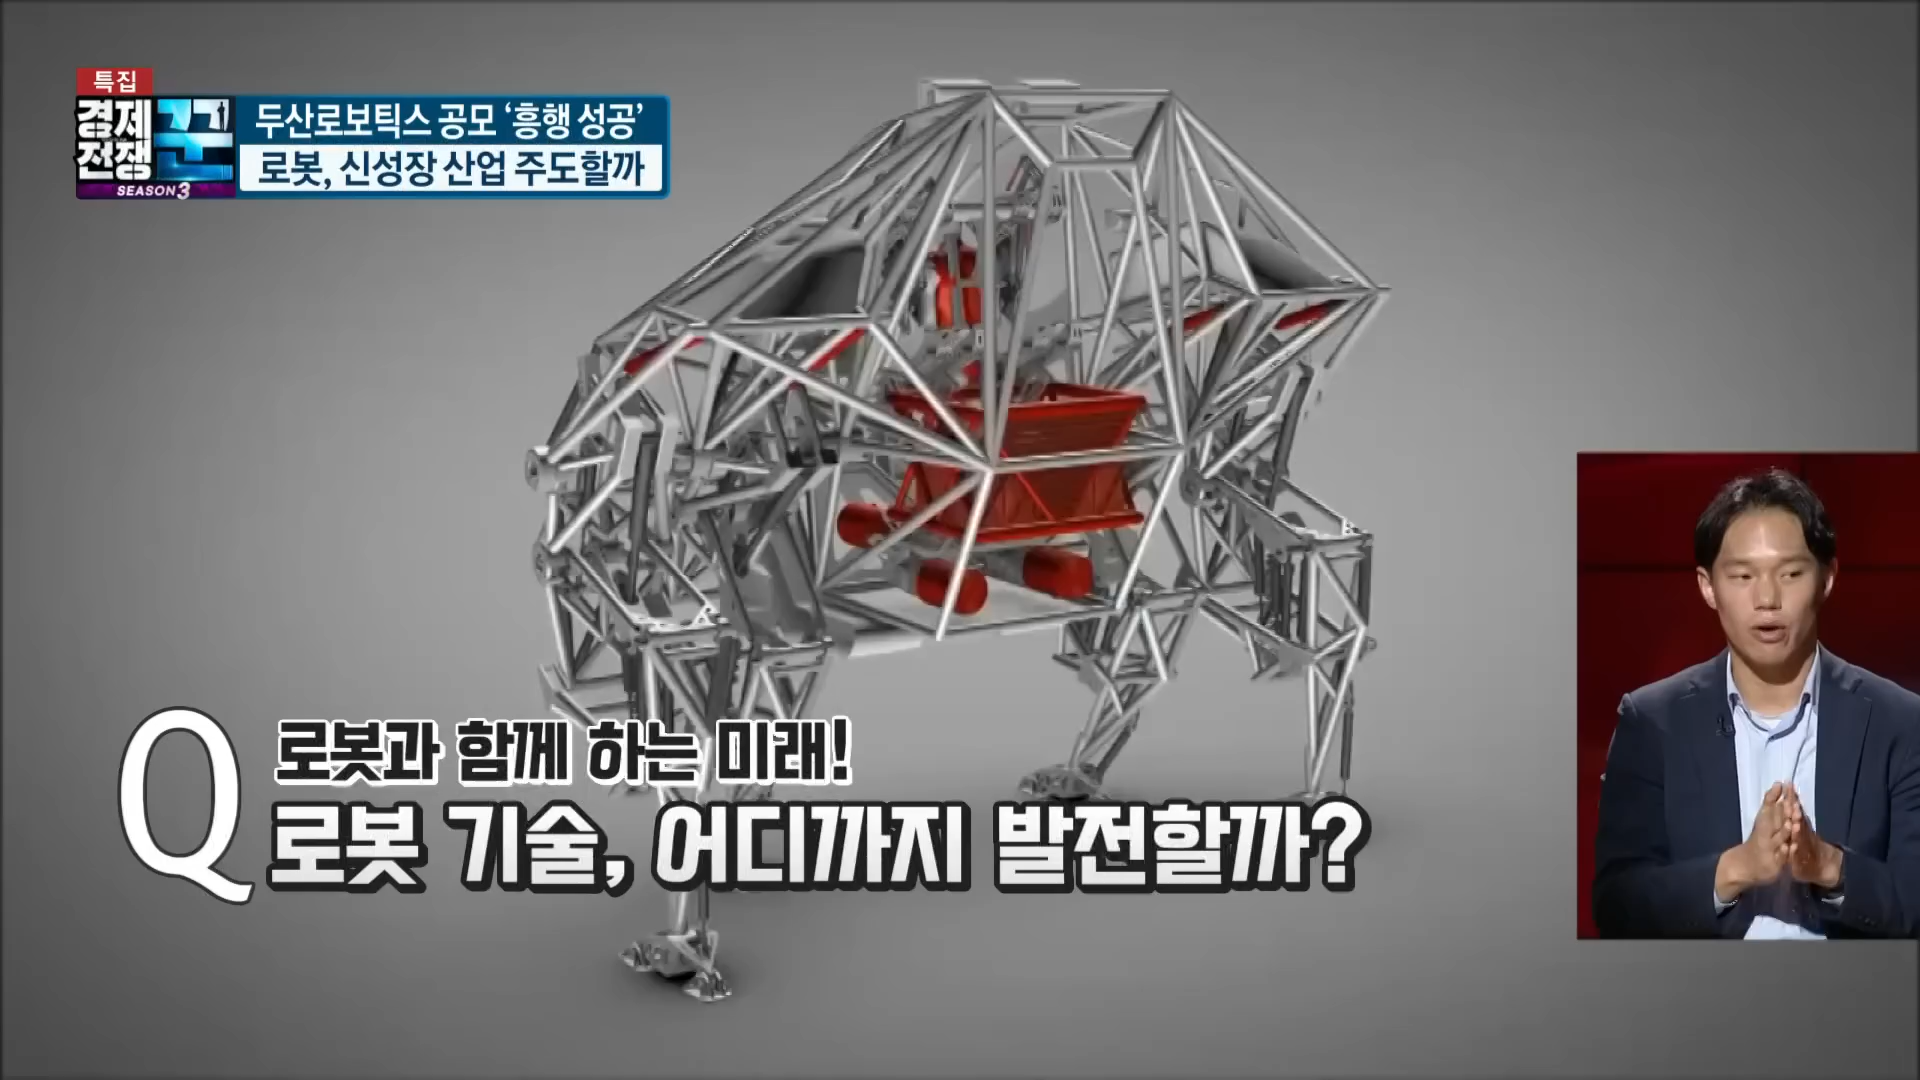 특집
경제
전쟁
꾼
SEASON3
두산로보틱스 공모 ‘흥행 성공’
로봇, 신성장 산업 주도할까
Q 로봇과 함께 하는 미래!
로봇 기술, 어디까지 발전할까?